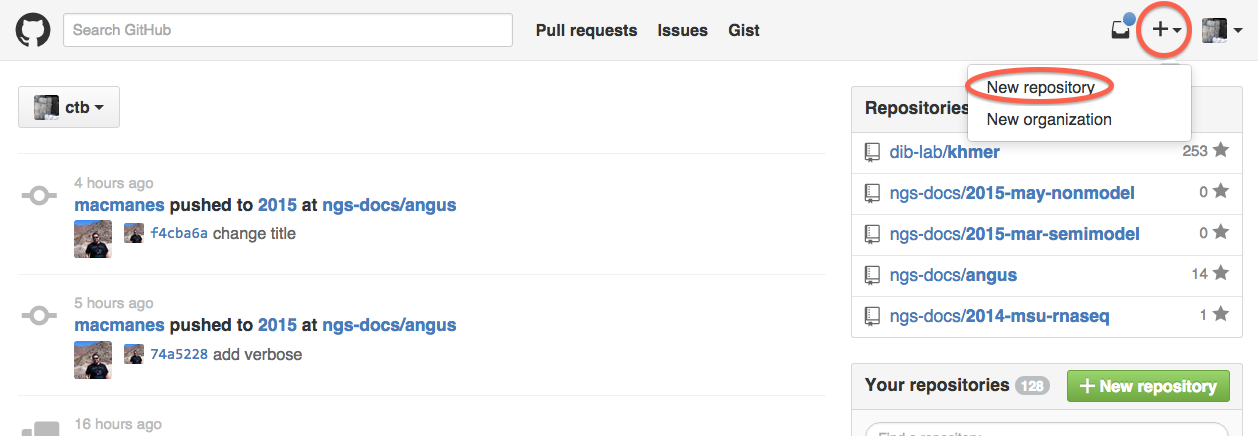 Search GitHub
Pull requests Issues Gist
New repository
New organization
ctb
4 hours ago
macmanes pushed to 2015 at ngs-docs/angus
f4cba6a change title
5 hours ago
macmanes pushed to 2015 at ngs-docs/angus
74a5228 add verbose
16 hours ago
Repositories
dib-lab/khmer 253
ngs-docs/2015-may-nonmodel 0
ngs-docs/2015-mar-semimodel 0
ngs-docs/angus 14
ngs-docs/2014-msu-rnaseq 1
Your repositories 128 New repository
Find a repository